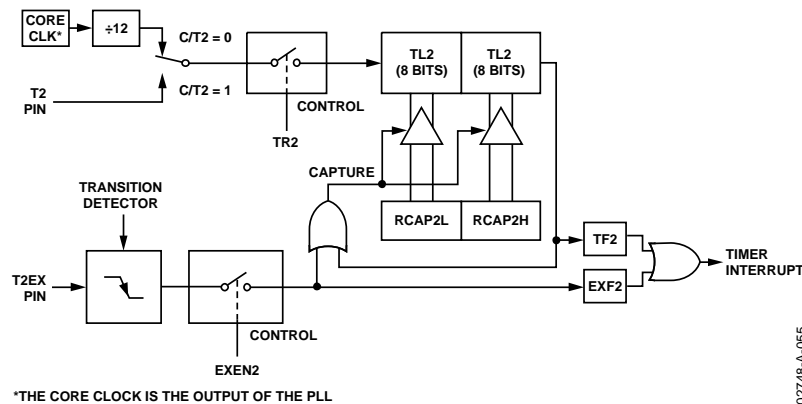 CORE
CLK*
÷12
C/T2 = 0
C/T2 = 1
T2
PIN
CONTROL
TR2
TL2
(8 BITS)
TL2
(8 BITS)
CAPTURE
TRANSITION
DETECTOR
RCAP2L
RCAP2H
T2EX
PIN
CONTROL
EXEN2
TF2
EXF2
TIMER
INTERRUPT
*THE CORE CLOCK IS THE OUTPUT OF THE PLL
02748-A-055